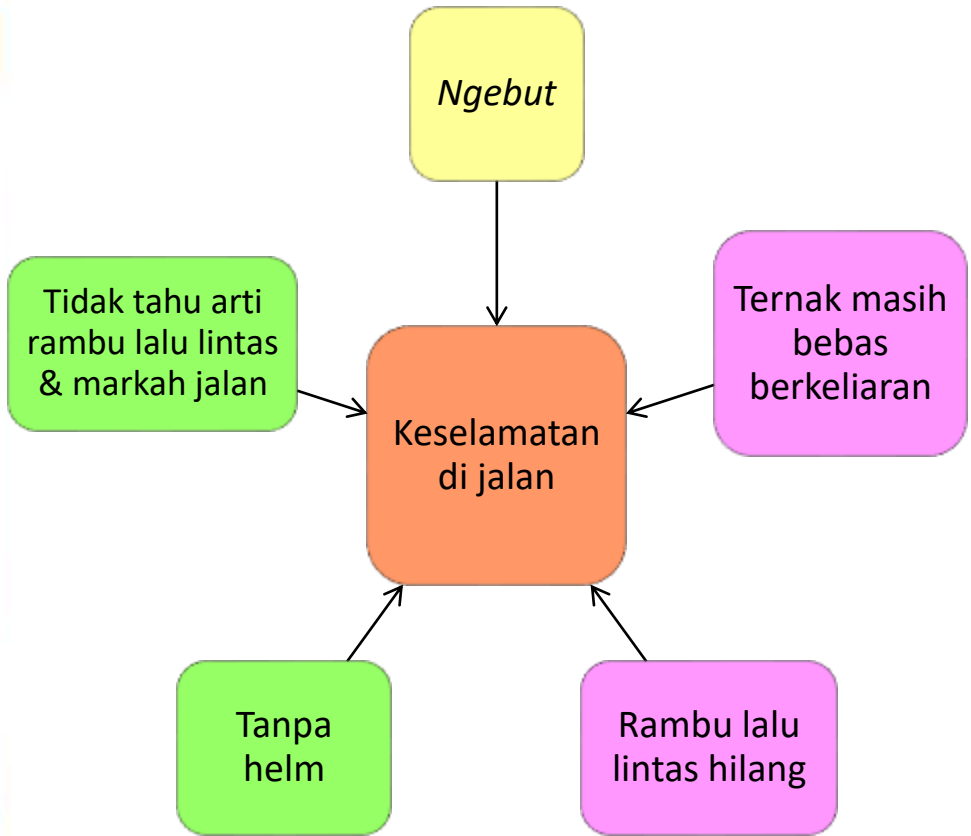 Ngebut
Tidak tahu arti
rambu lalu lintas
& markah jalan
Ternak masih
bebas
berkeliaran
Keselamatan
di jalan
Tanpa
helm
Rambu lalu
lintas hilang